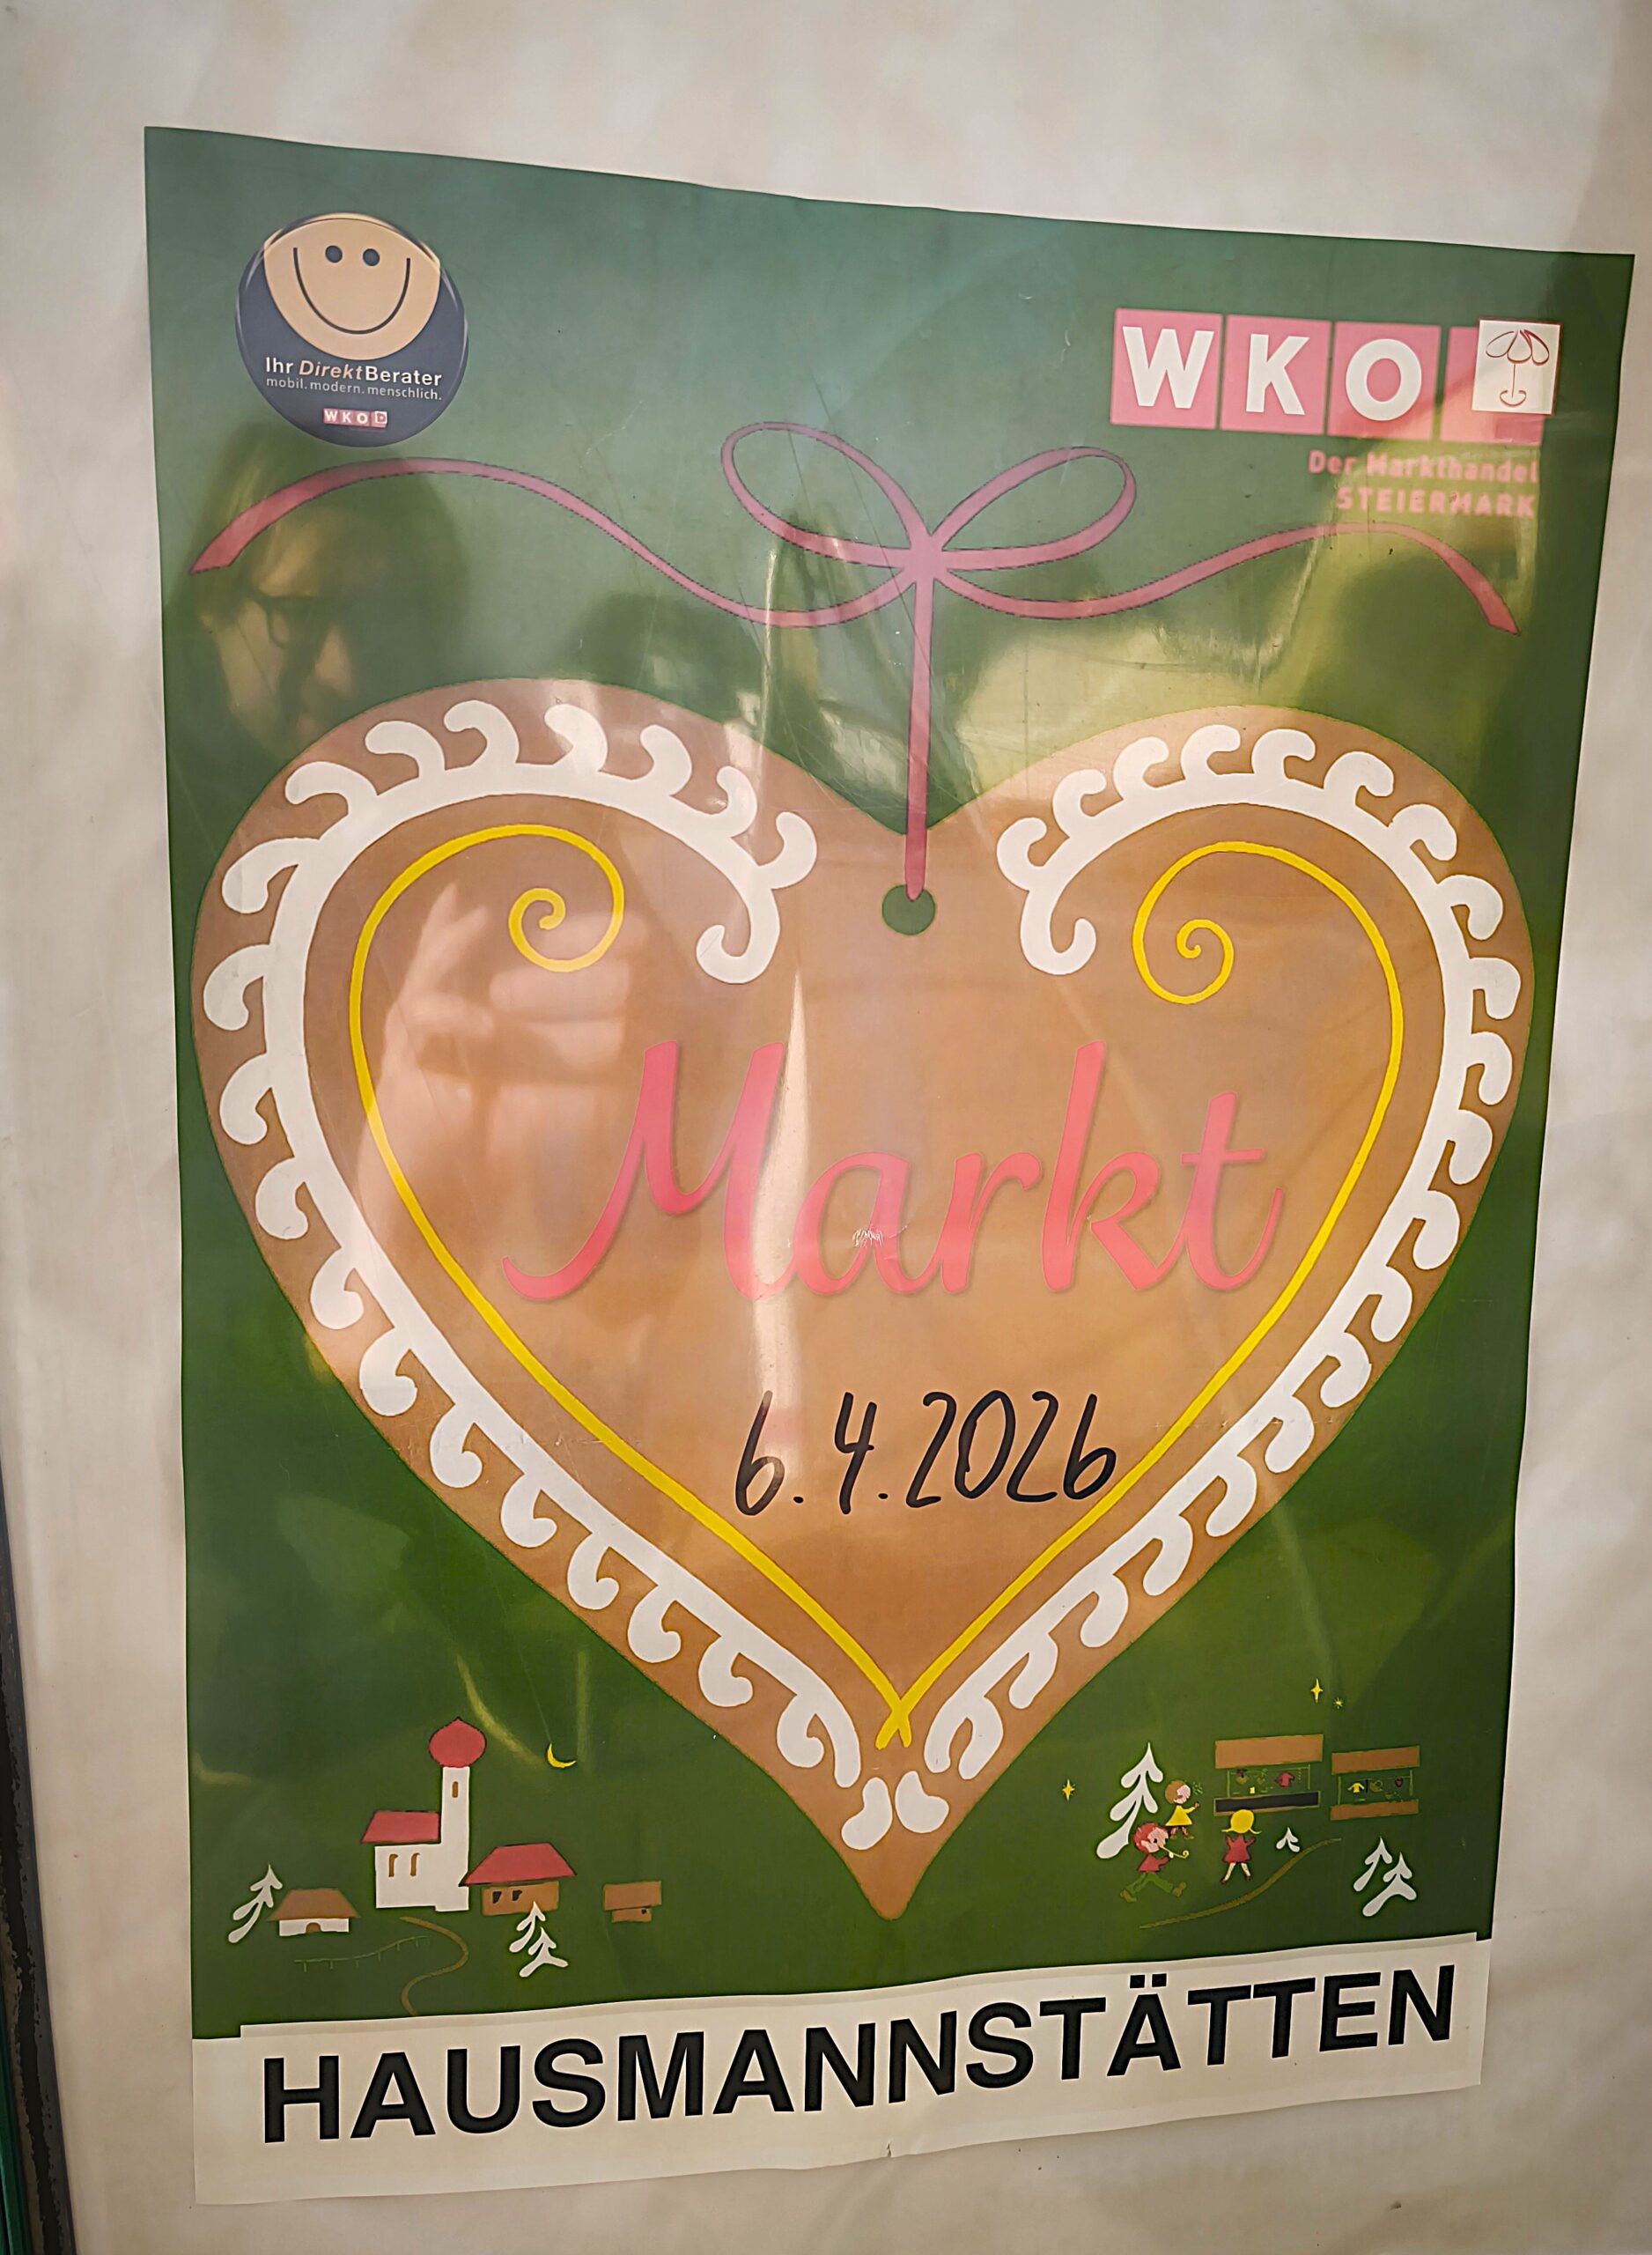 Ihr DirektBerater
mobil.modern.menschlich.
WKO
WKO
Der Markthandel
STEIERMARK
Markt
6.4.2026
HAUSMANNSTÄTTEN